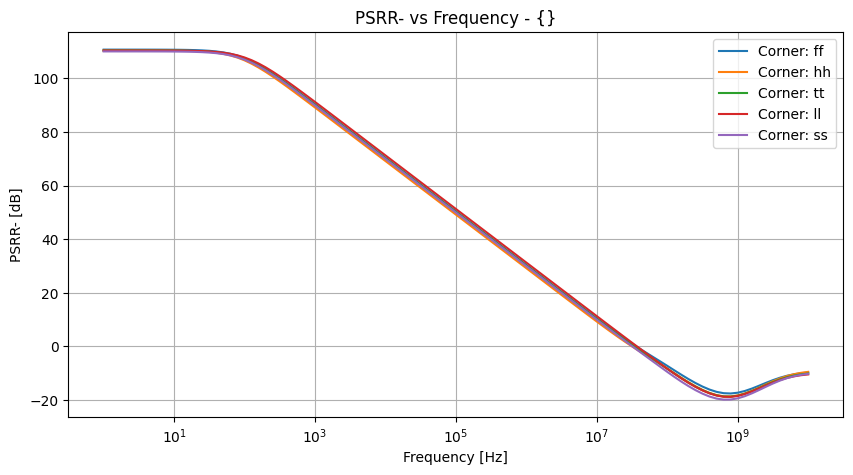 PSRR- vs Frequency - {}
PSRR- [dB]
100
80
60
40
20
0
−20
Corner: ff
Corner: hh
Corner: tt
Corner: ll
Corner: ss
10¹ 10³ 10⁵ 10⁷ 10⁹
Frequency [Hz]